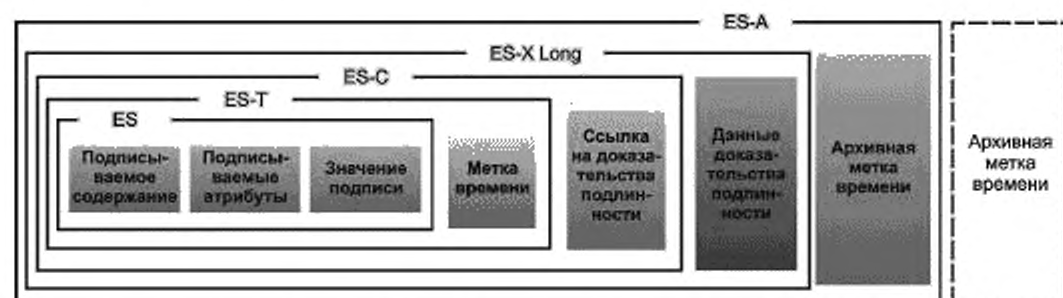 ES-A
ES-X Long
ES-C
ES-T
ES
Подписы-
ваемое
содержание
Подписы-
ваемые
атрибуты
Значение
подписи
Метка
времени
Ссылка
на доказа-
тельства
подлин-
ности
Данные
доказа-
тельства
подлин-
ности
Архивная
метка
времени
Архивная
метка
времени